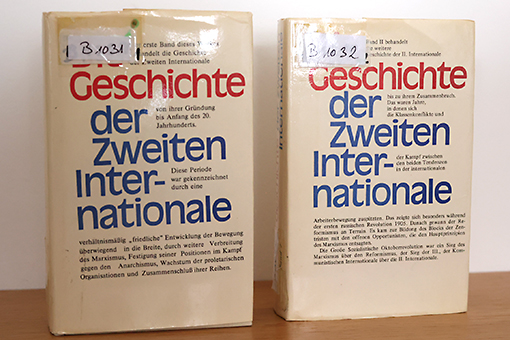 B 1031
erste Band dieses
delt die Geschichte
Zweiten Internationale
Geschichte
von ihrer Gründung
bis Anfang des 20.
Jahrhunderts.
der
Zweiten
Diese Periode
war gekennzeichnet
durch eine
Inter-
nationale
verhältnismäßig „friedliche" Entwicklung der Bewegung
überwiegend in die Breite, durch weitere Verbreitung
des Marxismus, Festigung seiner Positionen im Kampf
gegen den Anarchismus, Wachstum der proletarischen
Organisationen und Zusammenschluß ihrer Reihen.
B 1032
Band II behandelt
weitere
Geschichte der II. Internationale
Geschichte
bis zu ihrem Zusammenbruch.
Das waren Jahre,
in denen sich
die Klassenkonflikte und
der
Zweiten
der Kampf zwischen
den beiden Tendenzen
in der internationalen
Inter-
nationale
Arbeiterbewegung zuspitzten. Das zeigte sich besonders während
der ersten russischen Revolution 1905. Danach gewann der Re-
formismus an Terrain. Es kam zur Bildung des Blocks der Zen-
tristen mit den offenen Opportunisten, die den Hauptprinzipien
des Marxismus entsagten.
Die Große Sozialistische Oktoberrevolution war ein Sieg des
Marxismus über den Reformismus, der Sieg der III., der Kom-
munistischen Internationale über die II. Internationale.